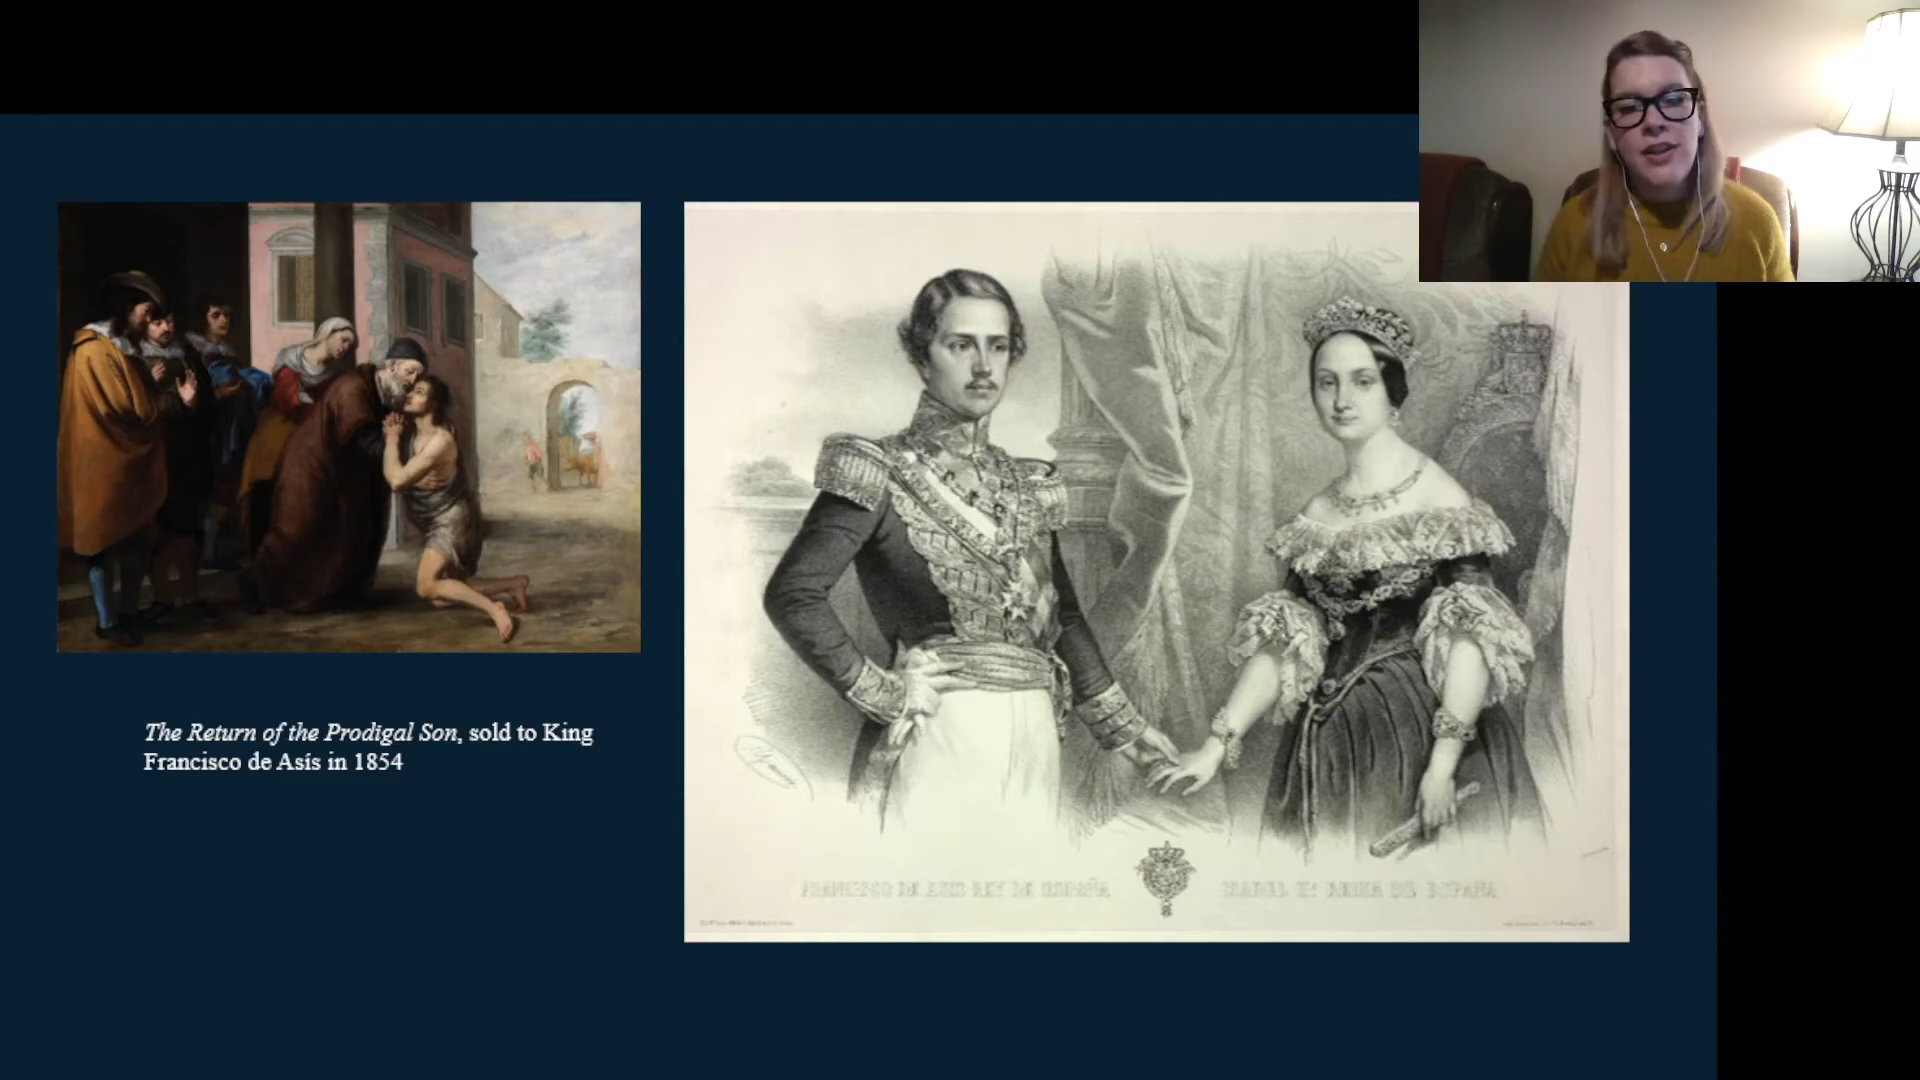 The Return of the Prodigal Son, sold to King
Francisco de Asís in 1854
FRANCISCO DE ASIS REY DE ESPAÑA
ISABEL IIª REINA DE ESPAÑA